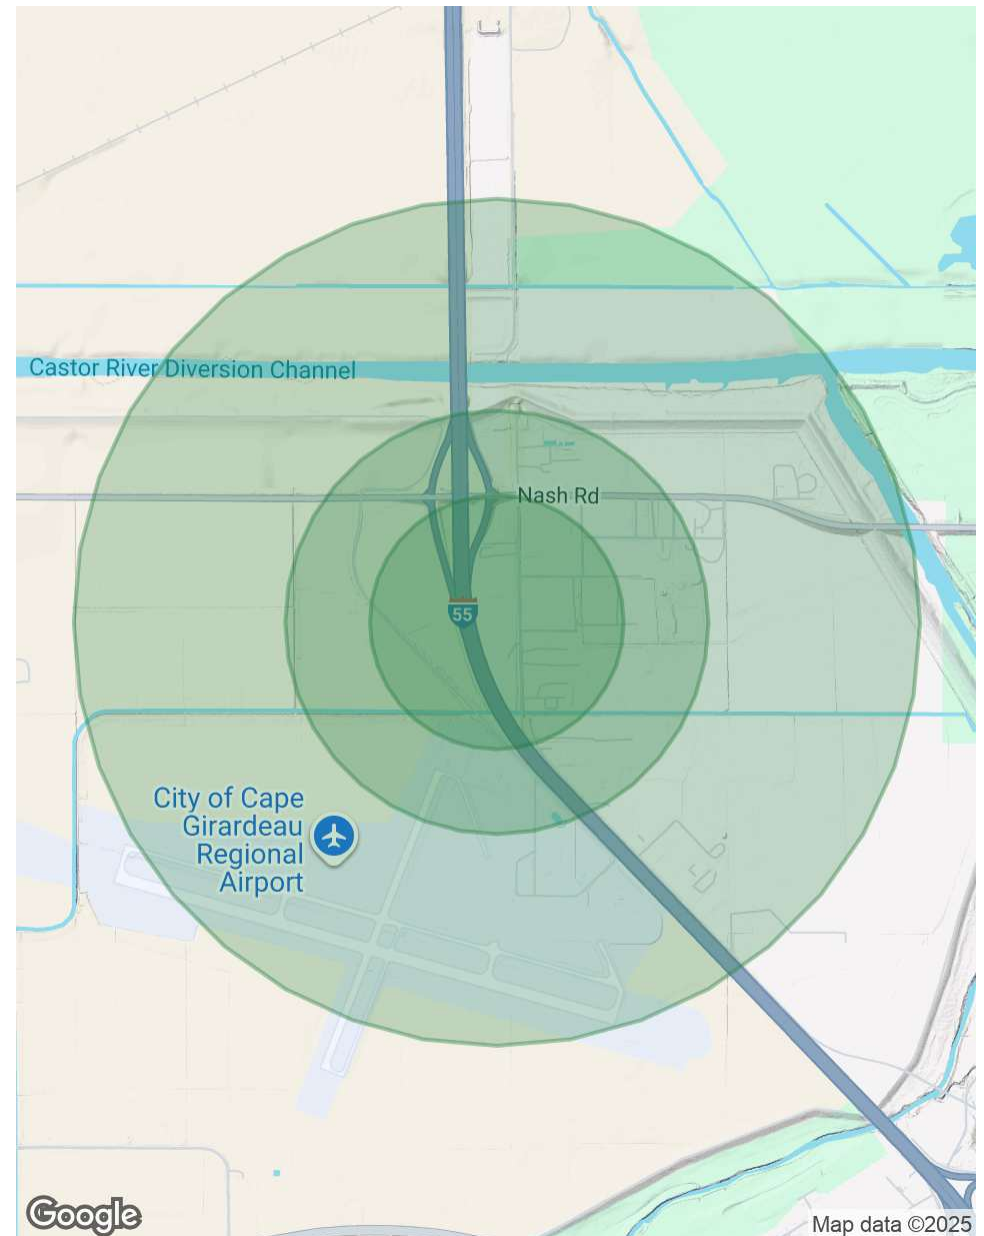 Castor River Diversion Channel
Nash Rd
55
City of Cape
Girardeau
Regional
Airport
Google
Map data ©2025